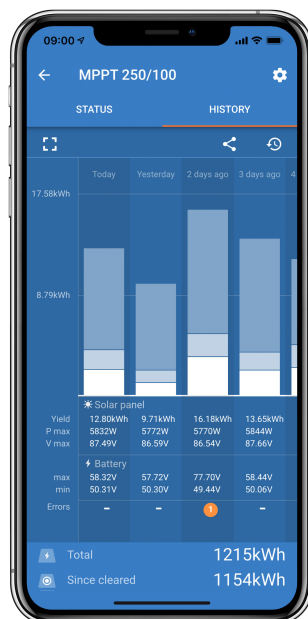 09:00
MPPT 250/100
STATUS HISTORY
Today Yesterday 2 days ago 3 days ago 4
17.58kWh
8.79kWh
Solar panel
Yield 12.80kWh 9.71kWh 16.18kWh 13.65kWh
P max 5832W 5772W 5770W 5844W
V max 87.49V 86.59V 86.54V 87.66V
Battery
max 58.32V 57.72V 77.70V 58.44V
min 50.31V 50.30V 49.44V 50.06V
Errors – – 1 –
Total 1215kWh
Since cleared 1154kWh